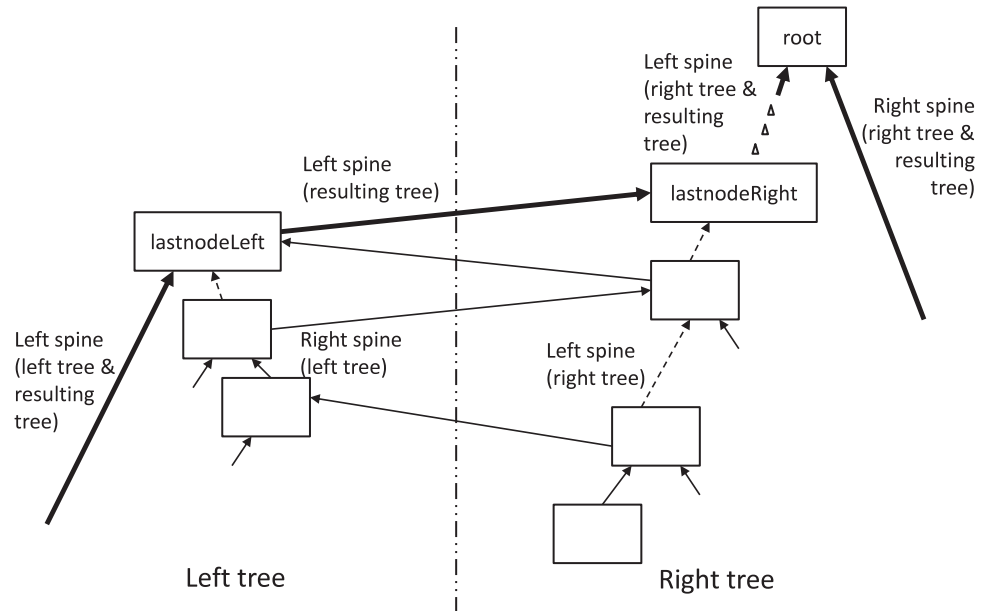 root
Left spine
(right tree &
resulting
tree)
Right spine
(right tree &
resulting
tree)
Left spine
(resulting tree)
lastnodeRight
lastnodeLeft
Left spine
(left tree &
resulting
tree)
Right spine
(left tree)
Left spine
(right tree)
Left tree
Right tree